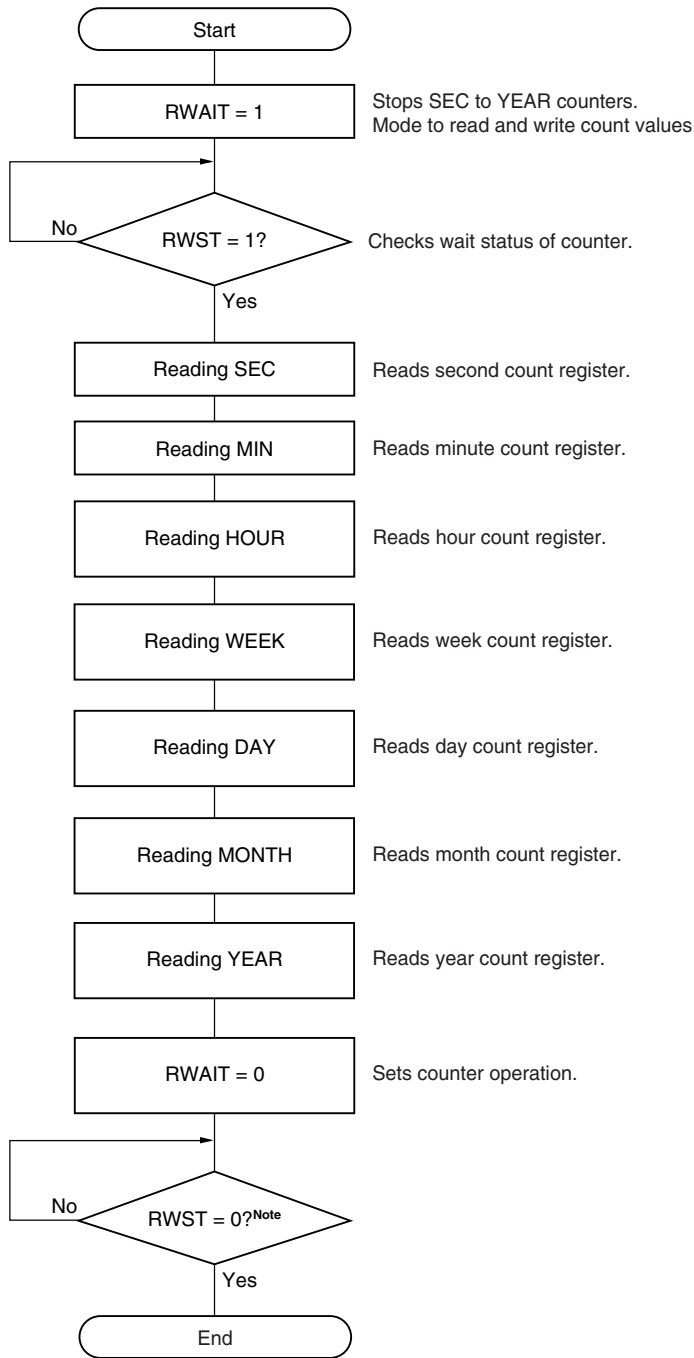 Start
RWAIT = 1
Stops SEC to YEAR counters.
Mode to read and write count values
No
RWST = 1?
Checks wait status of counter.
Yes
Reading SEC
Reads second count register.
Reading MIN
Reads minute count register.
Reading HOUR
Reads hour count register.
Reading WEEK
Reads week count register.
Reading DAY
Reads day count register.
Reading MONTH
Reads month count register.
Reading YEAR
Reads year count register.
RWAIT = 0
Sets counter operation.
No
RWST = 0?Note
Yes
End